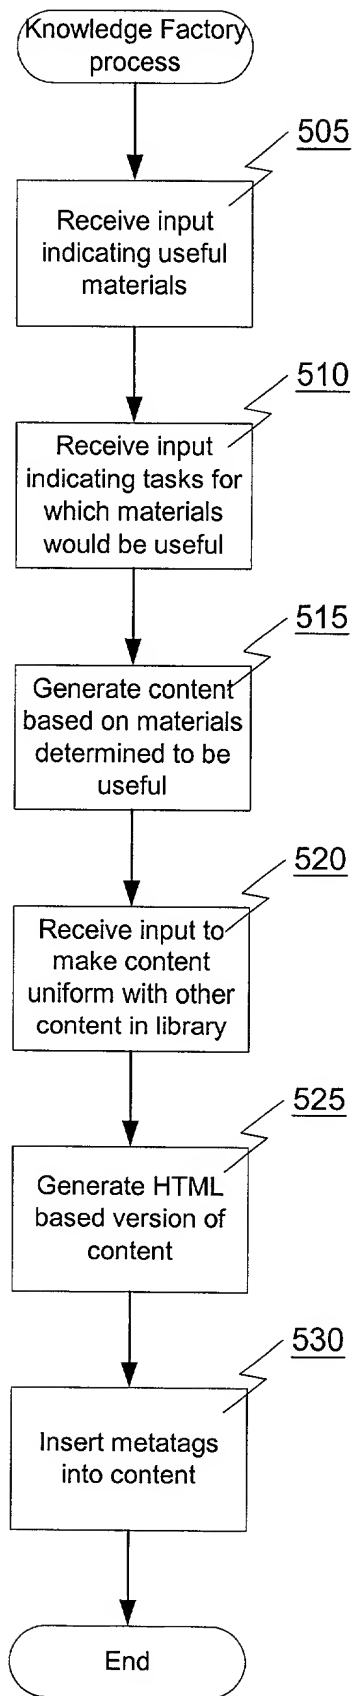 Knowledge Factory
process
505
Receive input
indicating useful
materials
510
Receive input
indicating tasks for
which materials
would be useful
515
Generate content
based on materials
determined to be
useful
520
Receive input to
make content
uniform with other
content in library
525
Generate HTML
based version of
content
530
Insert metatags
into content
End